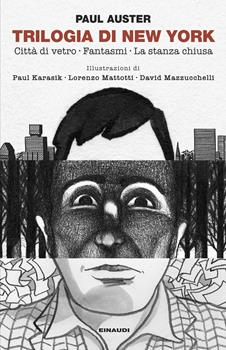 PAUL AUSTER
TRILOGIA DI NEW YORK
Città di vetro · Fantasmi · La stanza chiusa
Illustrazioni di
Paul Karasik · Lorenzo Mattotti · David Mazzucchelli
EINAUDI